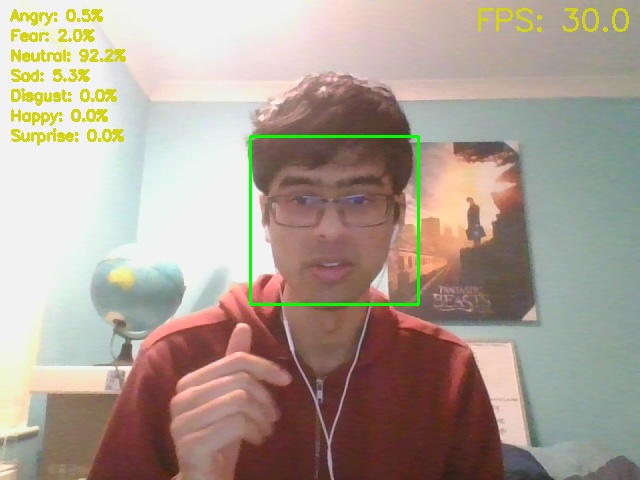 Angry: 0.5%
Fear: 2.0%
Neutral: 92.2%
Sad: 5.3%
Disgust: 0.0%
Happy: 0.0%
Surprise: 0.0%
FPS: 30.0
FANTASTIC
BEASTS